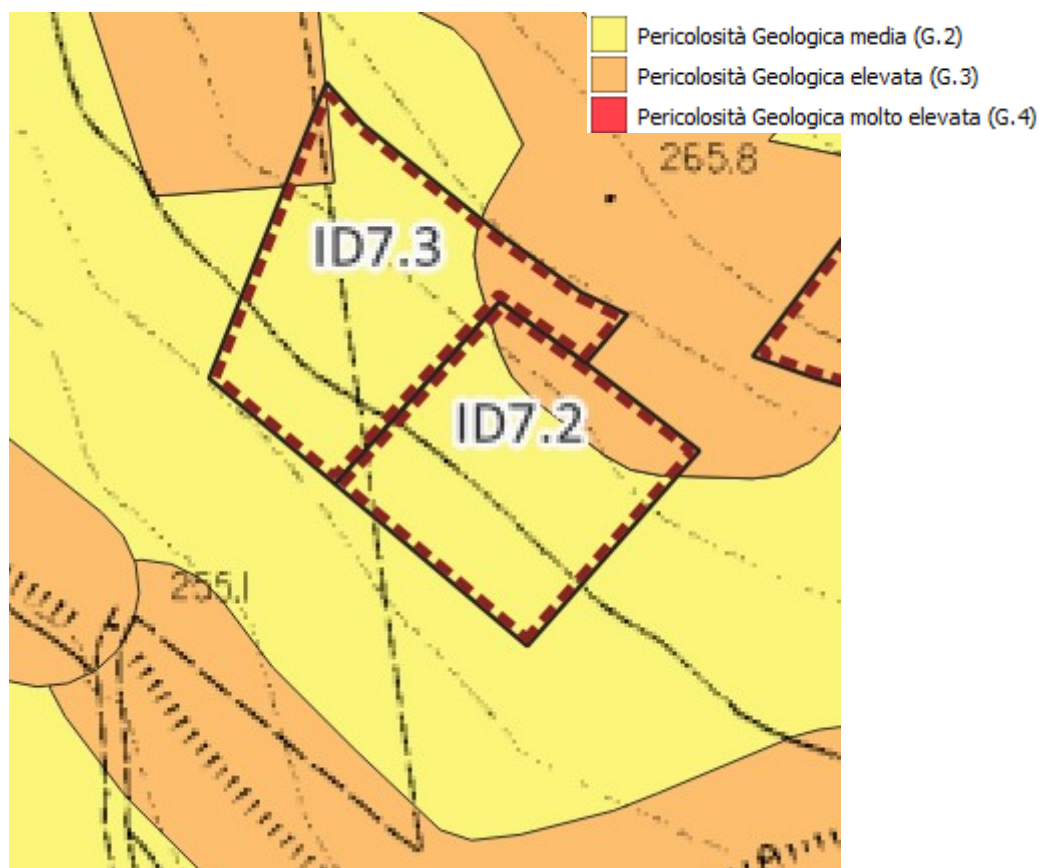 Pericolosità Geologica media (G.2)
Pericolosità Geologica elevata (G.3)
Pericolosità Geologica molto elevata (G.4)
265.8
ID7.3
ID7.2
255.1